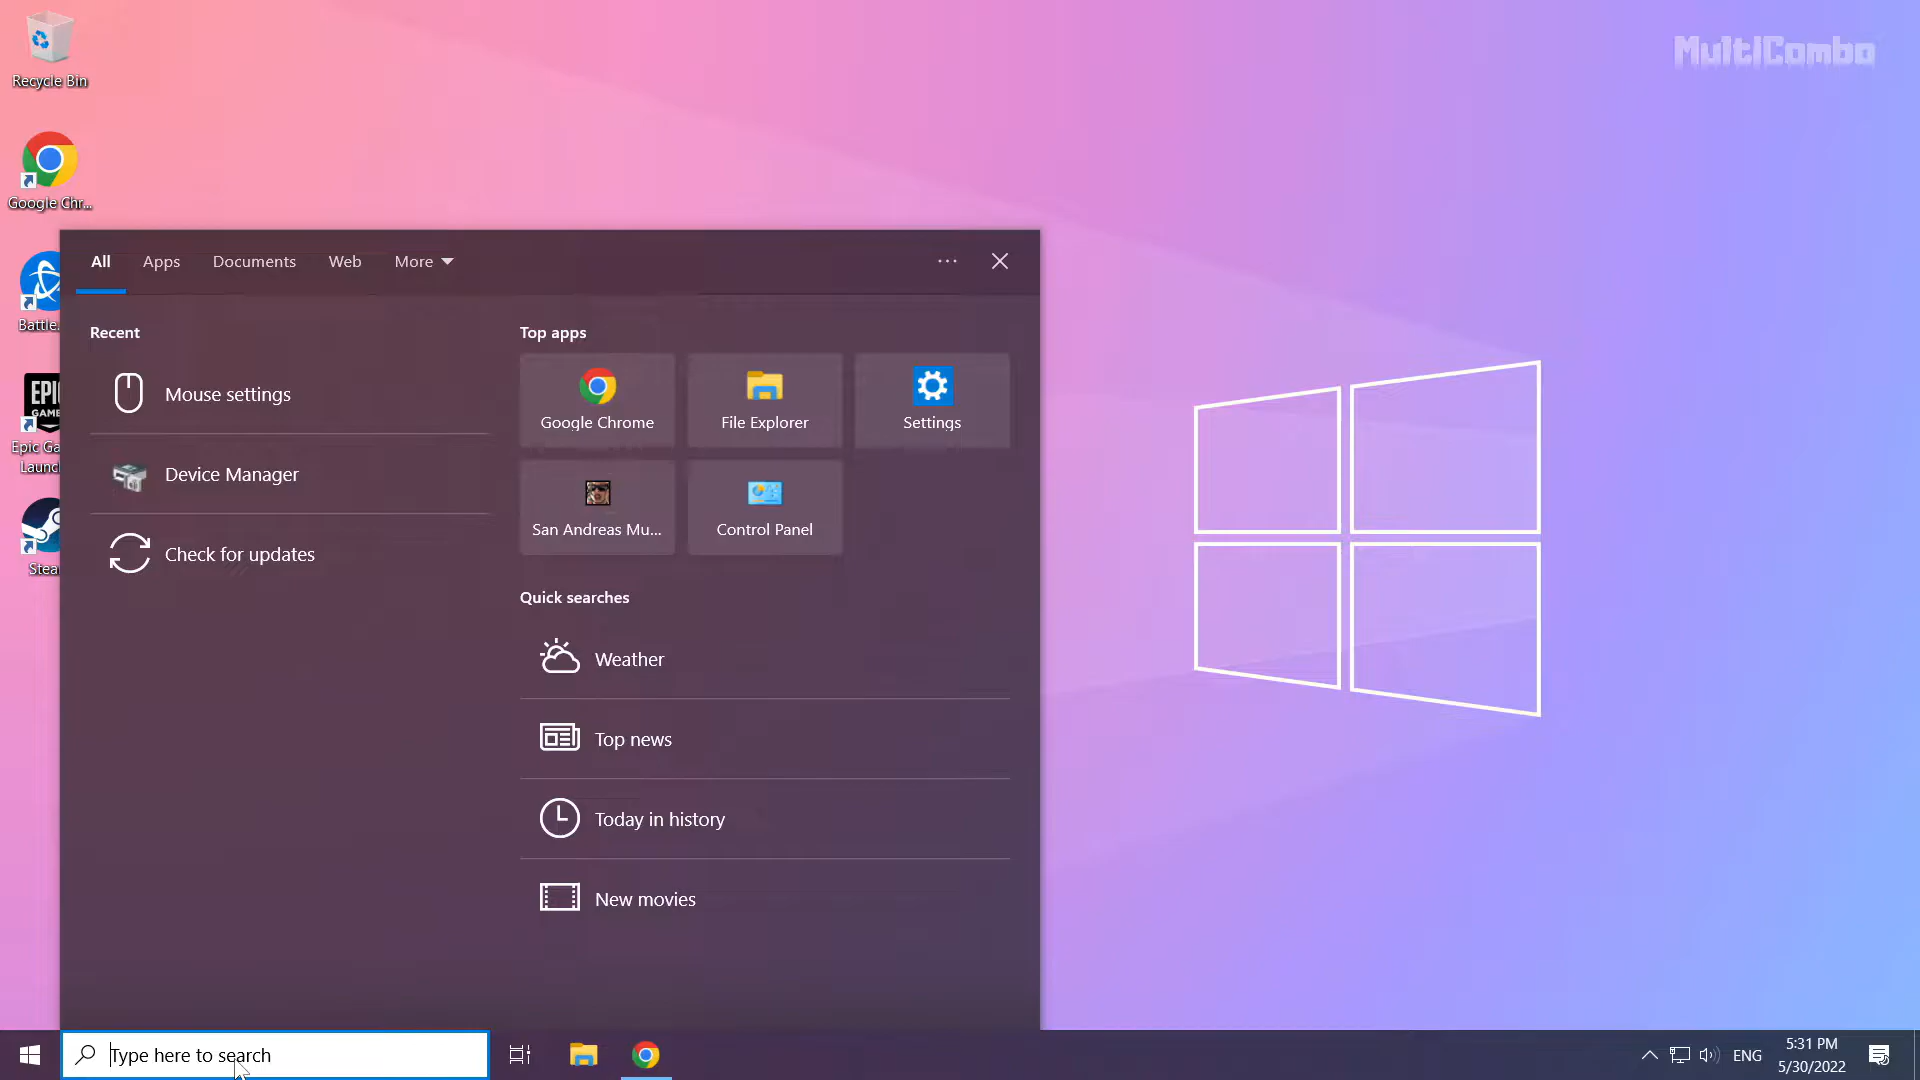 MultiCombo
Recycle Bin
Google Chr...
Battle.
EPIC
GAME
Epic Ga
Launc
Stea
All
Apps
Documents
Web
More
Recent
Mouse settings
Device Manager
Check for updates
Top apps
Google Chrome
File Explorer
Settings
San Andreas Mu...
Control Panel
Quick searches
Weather
Top news
Today in history
New movies
Type here to search
ENG
5:31 PM
5/30/2022